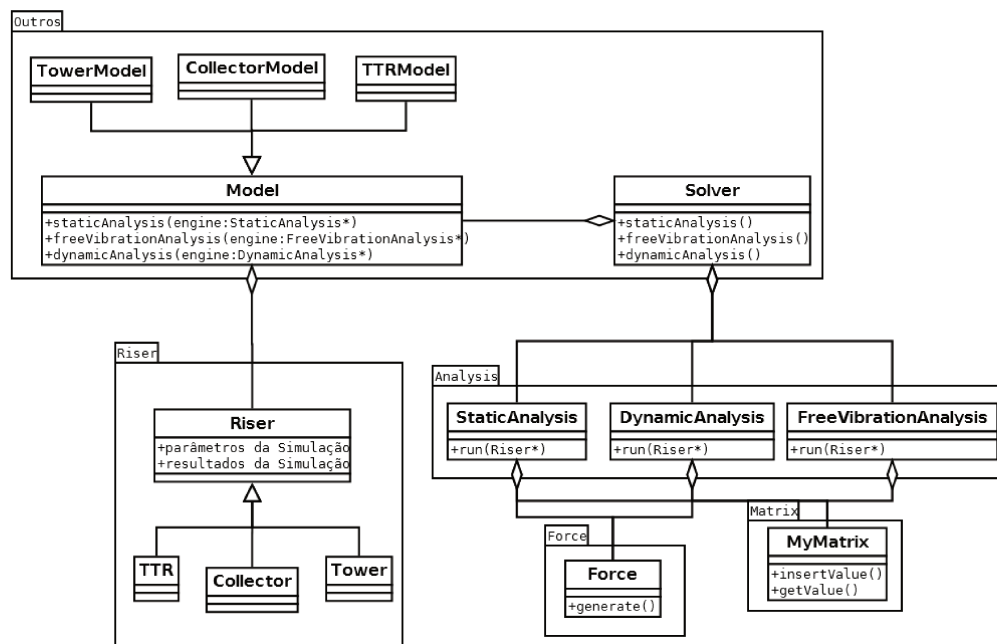 Outros
TowerModel
CollectorModel
TTRModel
Model
+staticAnalysis(engine:StaticAnalysis*)
+freeVibrationAnalysis(engine:FreeVibrationAnalysis*)
+dynamicAnalysis(engine:DynamicAnalysis*)
Solver
+staticAnalysis()
+freeVibrationAnalysis()
+dynamicAnalysis()
Riser
Riser
+parâmetros da Simulação
+resultados da Simulação
TTR
Collector
Tower
Analysis
StaticAnalysis
+run(Riser*)
DynamicAnalysis
+run(Riser*)
FreeVibrationAnalysis
+run(Riser*)
Force
Force
+generate()
Matrix
MyMatrix
+insertValue()
+getValue()